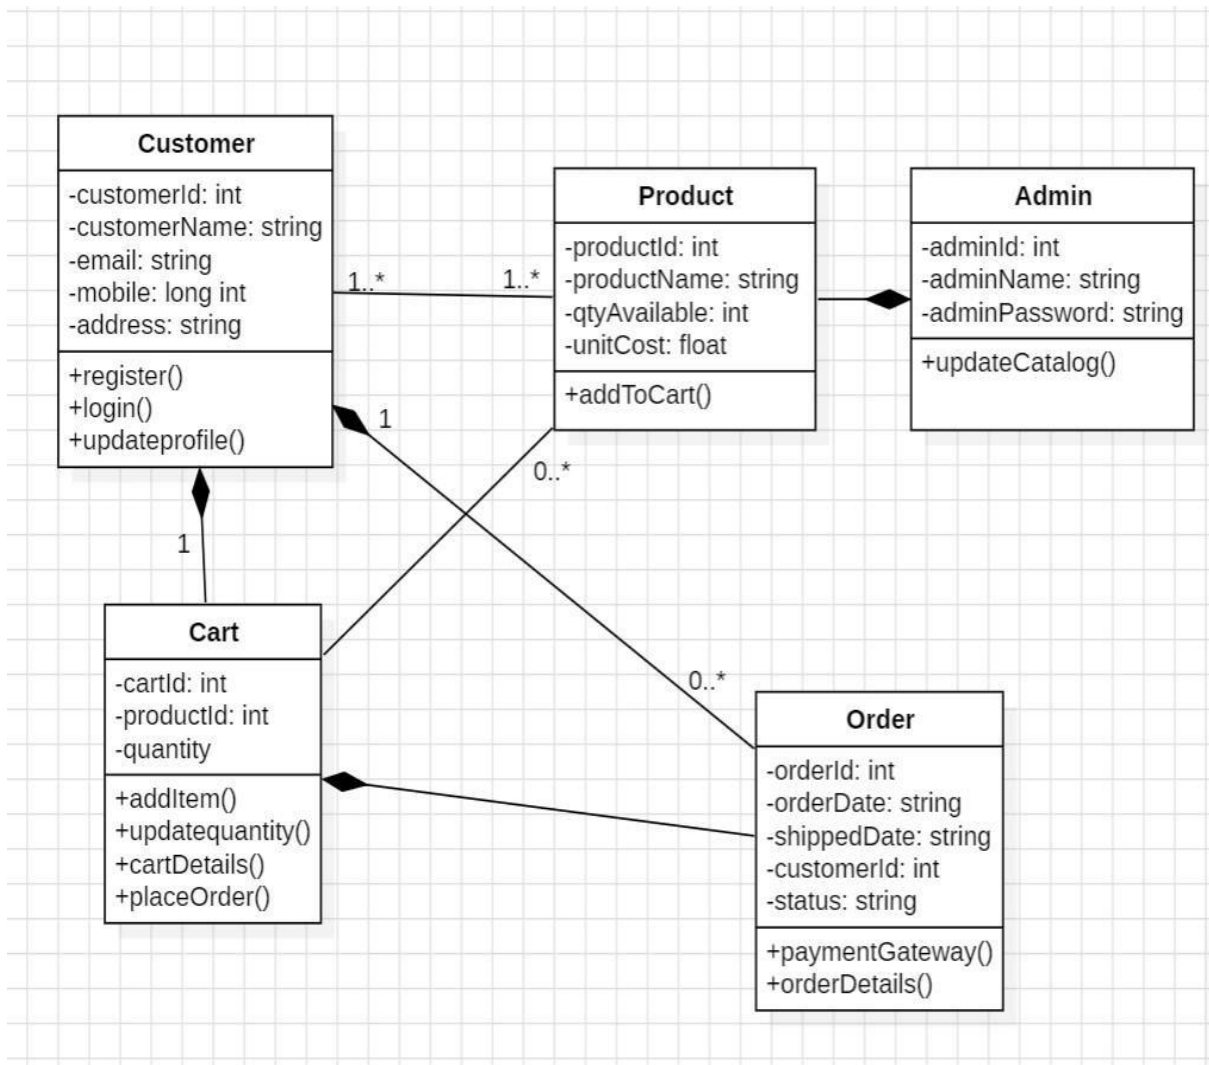 Customer
-customerId: int
-customerName: string
-email: string
-mobile: long int
-address: string
+register()
+login()
+updateprofile()
1..*
1..*
Product
-productId: int
-productName: string
-qtyAvailable: int
-unitCost: float
+addToCart()
Admin
-adminId: int
-adminName: string
-adminPassword: string
+updateCatalog()
1
0..*
1
0..*
Cart
-cartId: int
-productId: int
-quantity
+addItem()
+updatequantity()
+cartDetails()
+placeOrder()
Order
-orderId: int
-orderDate: string
-shippedDate: string
-customerId: int
-status: string
+paymentGateway()
+orderDetails()